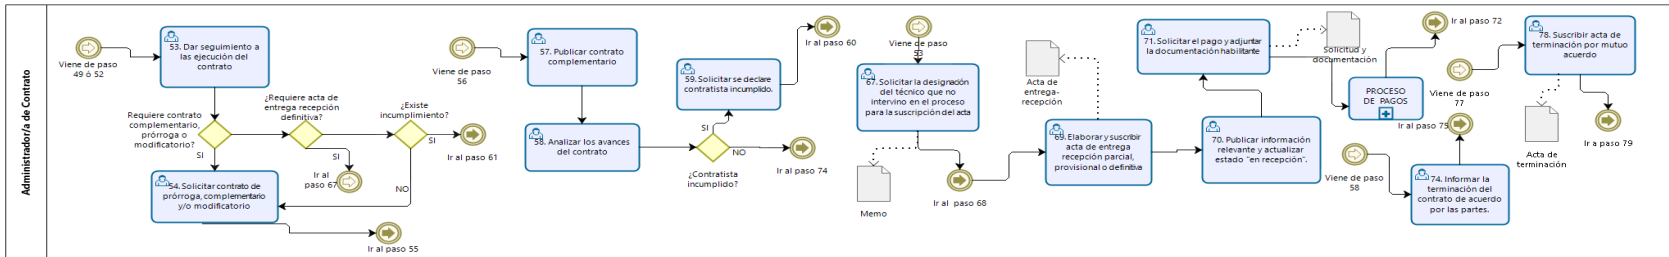 Administrador/a de Contrato
Viene de paso
49 ó 52
53. Dar seguimiento a
las ejecución del
contrato
Requiere contrato
complementario,
prórroga o
modificatorio?
SI
¿Requiere acta de
entrega recepción
definitiva?
SI
Ir al
paso 67
¿Existe
incumplimiento?
SI
Ir al paso 61
NO
54. Solicitar contrato de
prórroga, complementario
y/o modificatorio
Ir al paso 55
Viene de paso
56
57. Publicar contrato
complementario
58. Analizar los avances
del contrato
59. Solicitar se declare
contratista incumplido.
SI
NO
¿Contratista
incumplido?
Ir al paso 60
Ir al paso 74
Viene de paso
53
67. Solicitar la designación
del técnico que no
intervino en el proceso
para la suscripción del acta
Memo
Ir al paso 68
Acta de
entrega-
recepción
69. Elaborar y suscribir
acta de entrega
recepción parcial,
provisional o definitiva
70. Publicar información
relevante y actualizar
estado "en recepción".
71. Solicitar el pago y adjuntar
la documentación habilitante
Solicitud y
documentación
PROCESO
DE PAGOS
Ir al paso 72
Viene de paso
58
74. Informar la
terminación del
contrato de acuerdo
por las partes.
Ir al paso 75
Viene de paso
77
78. Suscribir acta de
terminación por mutuo
acuerdo
Acta de
terminación
Ir a paso 79